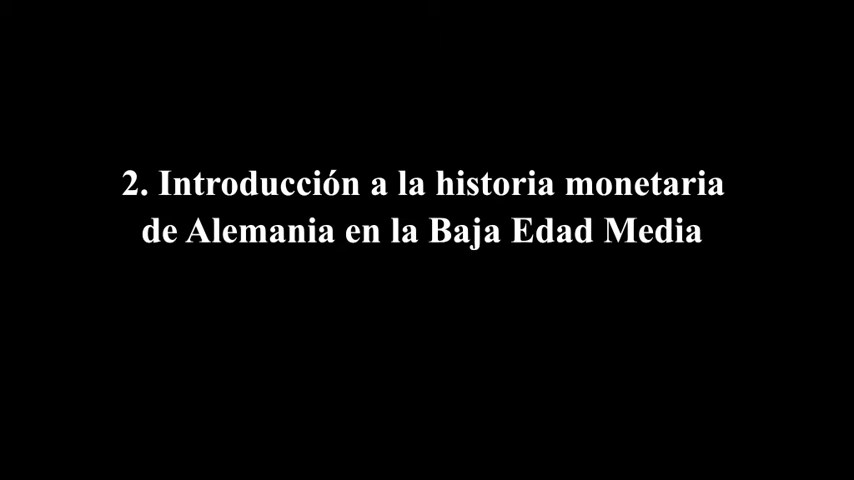 2. Introducción a la historia monetaria
de Alemania en la Baja Edad Media